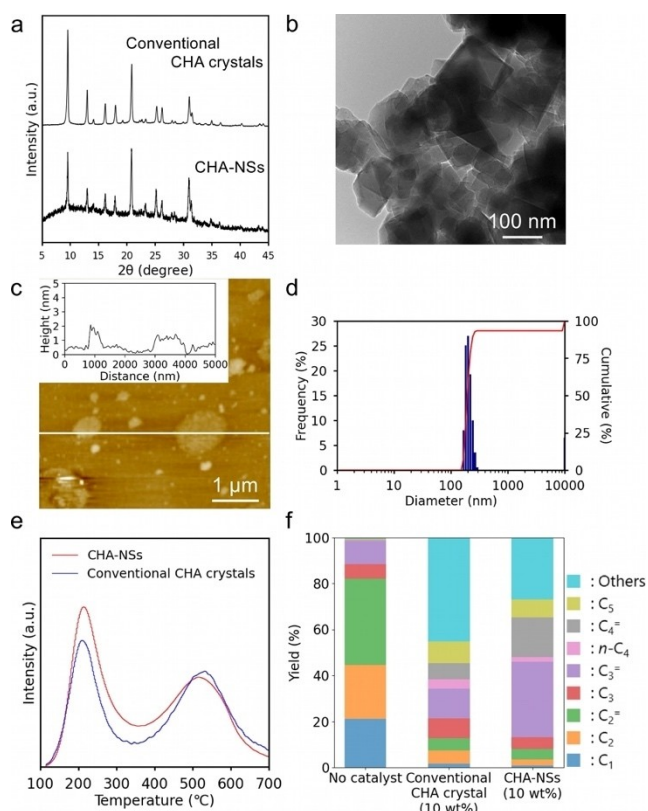 a
Conventional
CHA crystals
CHA-NSs
Intensity (a.u.)
5 10 15 20 25 30 35 40 45
2θ (degree)
b
100 nm
c
Height (nm)
5
4
3
2
1
0
0 1000 2000 3000 4000 5000
Distance (nm)
1 μm
d
Frequency (%)
30
25
20
15
10
5
0
100
75
50
25
0
Cumulative (%)
1 10 100 1000 10000
Diameter (nm)
e
CHA-NSs
Conventional CHA crystals
Intensity (a.u.)
100 200 300 400 500 600 700
Temperature (℃)
f
Yield (%)
100
80
60
40
20
0
No catalyst
Conventional
CHA crystal
(10 wt%)
CHA-NSs
(10 wt%)
: Others
: C₅
: C₄⁼
: n-C₄
: C₃⁼
: C₃
: C₂⁼
: C₂
: C₁